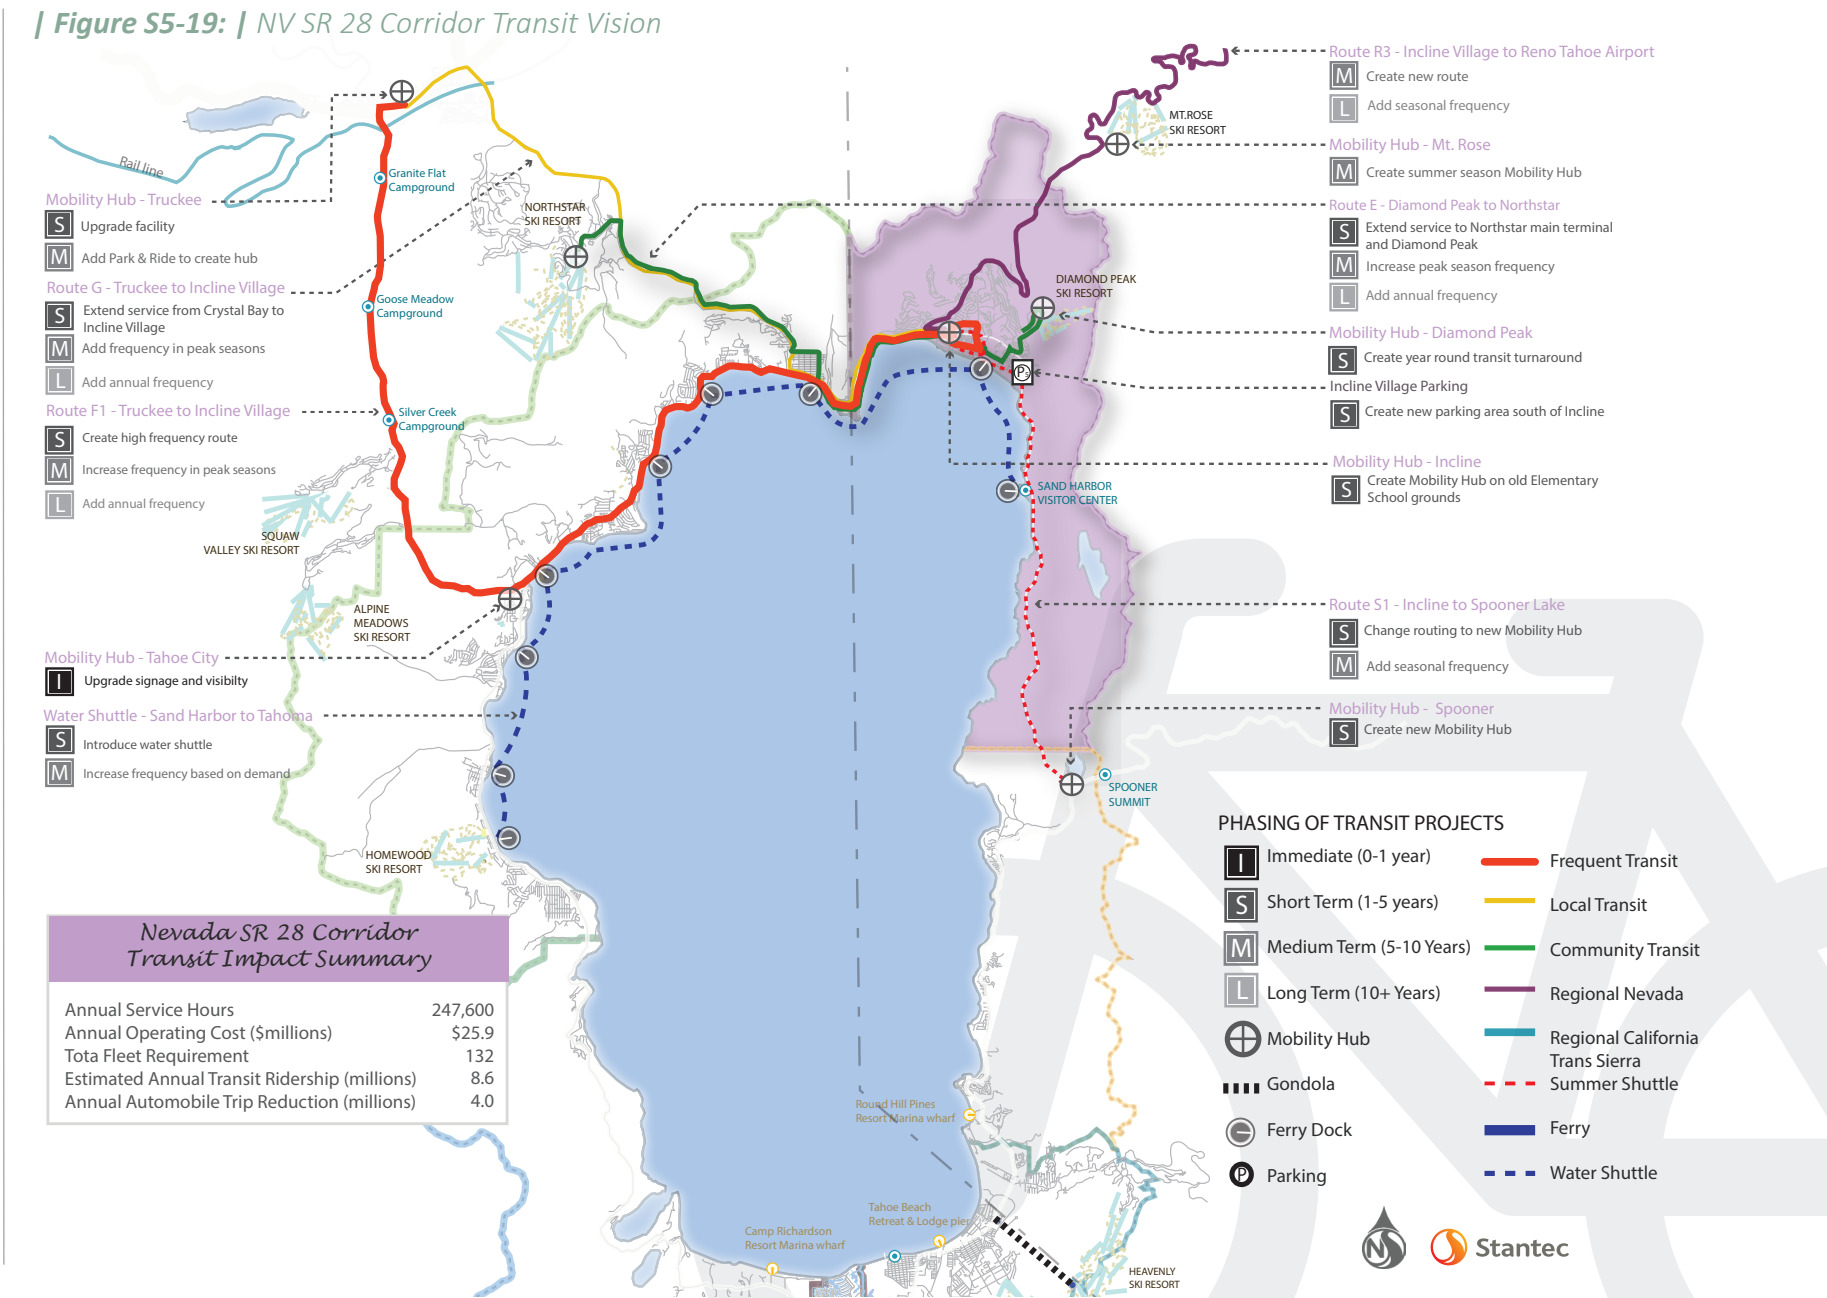 | Figure S5-19: | NV SR 28 Corridor Transit Vision
Rail line
Mobility Hub - Truckee
S Upgrade facility
M Add Park & Ride to create hub
Route G - Truckee to Incline Village
S Extend service from Crystal Bay to
Incline Village
M Add frequency in peak seasons
L Add annual frequency
Route F1 - Truckee to Incline Village
S Create high frequency route
M Increase frequency in peak seasons
L Add annual frequency
Mobility Hub - Tahoe City
I Upgrade signage and visibilty
Water Shuttle - Sand Harbor to Tahoma
S Introduce water shuttle
M Increase frequency based on demand
Granite Flat
Campground
Goose Meadow
Campground
Silver Creek
Campground
NORTHSTAR
SKI RESORT
SQUAW
VALLEY SKI RESORT
ALPINE
MEADOWS
SKI RESORT
HOMEWOOD
SKI RESORT
MT.ROSE
SKI RESORT
DIAMOND PEAK
SKI RESORT
Ps
SAND HARBOR
VISITOR CENTER
SPOONER
SUMMIT
Round Hill Pines
Resort Marina wharf
Tahoe Beach
Retreat & Lodge pier
Camp Richardson
Resort Marina wharf
HEAVENLY
SKI RESORT
Route R3 - Incline Village to Reno Tahoe Airport
M Create new route
L Add seasonal frequency
Mobility Hub - Mt. Rose
M Create summer season Mobility Hub
Route E - Diamond Peak to Northstar
S Extend service to Northstar main terminal
and Diamond Peak
M Increase peak season frequency
L Add annual frequency
Mobility Hub - Diamond Peak
S Create year round transit turnaround
Incline Village Parking
S Create new parking area south of Incline
Mobility Hub - Incline
S Create Mobility Hub on old Elementary
School grounds
Route S1 - Incline to Spooner Lake
S Change routing to new Mobility Hub
M Add seasonal frequency
Mobility Hub - Spooner
S Create new Mobility Hub
Nevada SR 28 Corridor
Transit Impact Summary
Annual Service Hours 247,600
Annual Operating Cost ($millions) $25.9
Tota Fleet Requirement 132
Estimated Annual Transit Ridership (millions) 8.6
Annual Automobile Trip Reduction (millions) 4.0
PHASING OF TRANSIT PROJECTS
I Immediate (0-1 year)
S Short Term (1-5 years)
M Medium Term (5-10 Years)
L Long Term (10+ Years)
Mobility Hub
Gondola
Ferry Dock
P Parking
Frequent Transit
Local Transit
Community Transit
Regional Nevada
Regional California
Trans Sierra
Summer Shuttle
Ferry
Water Shuttle
N
Stantec